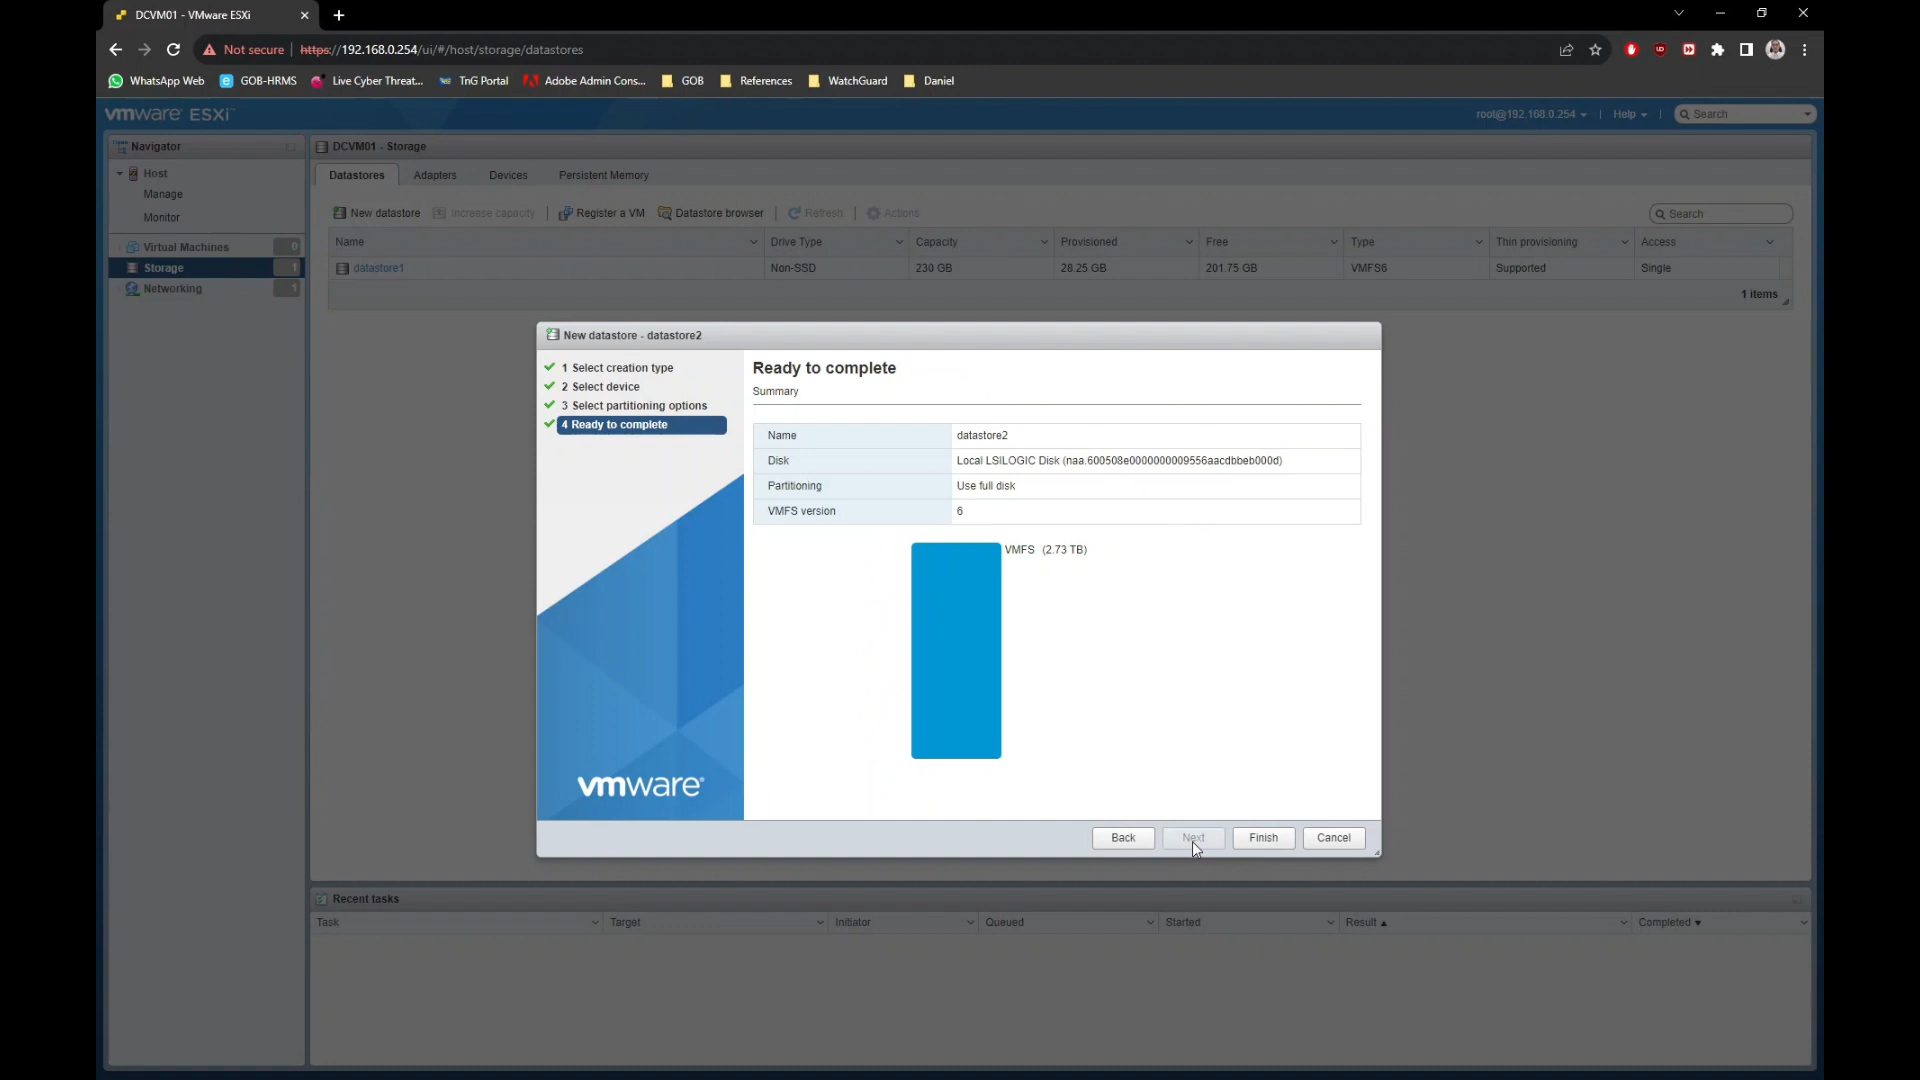 DCVM01 - VMware ESXi
Not secure https://192.168.0.254/ui/#/host/storage/datastores
WhatsApp Web GOB-HRMS Live Cyber Threat... TnG Portal Adobe Admin Cons... GOB References WatchGuard Daniel
vmware ESXi root@192.168.0.254 | Help | Search
Navigator
Host
Manage
Monitor
Virtual Machines 0
Storage 1
Networking 1
DCVM01 - Storage
Datastores Adapters Devices Persistent Memory
New datastore Increase capacity Register a VM Datastore browser Refresh Actions Search
Name Drive Type Capacity Provisioned Free Type Thin provisioning Access
datastore1 Non-SSD 230 GB 28.25 GB 201.75 GB VMFS6 Supported Single
1 items
New datastore - datastore2
1 Select creation type
2 Select device
3 Select partitioning options
4 Ready to complete
vmware
Ready to complete
Summary
Name datastore2
Disk Local LSILOGIC Disk (naa.600508e0000000009556aacdbbeb000d)
Partitioning Use full disk
VMFS version 6
VMFS (2.73 TB)
Back Next Finish Cancel
Recent tasks
Task Target Initiator Queued Started Result Completed